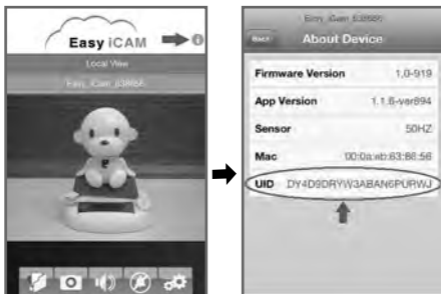 Easy iCAM
Local View
About Device
Back
Firmware Version 1.0-919
App Version 1.1.6-ver894
Sensor 50HZ
Mac
UID DY4D9DRYW3ABAN6PURWJ